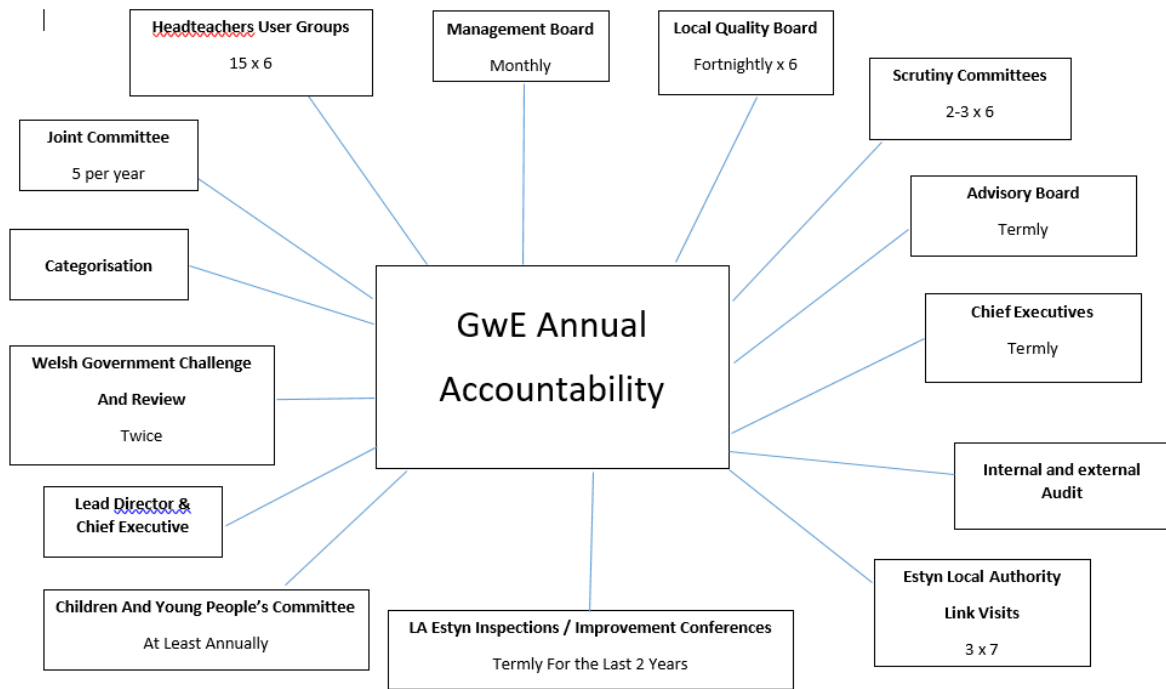 Headteachers User Groups
15 x 6
Management Board
Monthly
Local Quality Board
Fortnightly x 6
Scrutiny Committees
2-3 x 6
Joint Committee
5 per year
Advisory Board
Termly
Categorisation
GwE Annual
Accountability
Chief Executives
Termly
Welsh Government Challenge
And Review
Twice
Internal and external
Audit
Lead Director &
Chief Executive
Estyn Local Authority
Link Visits
3 x 7
Children And Young People's Committee
At Least Annually
LA Estyn Inspections / Improvement Conferences
Termly For the Last 2 Years